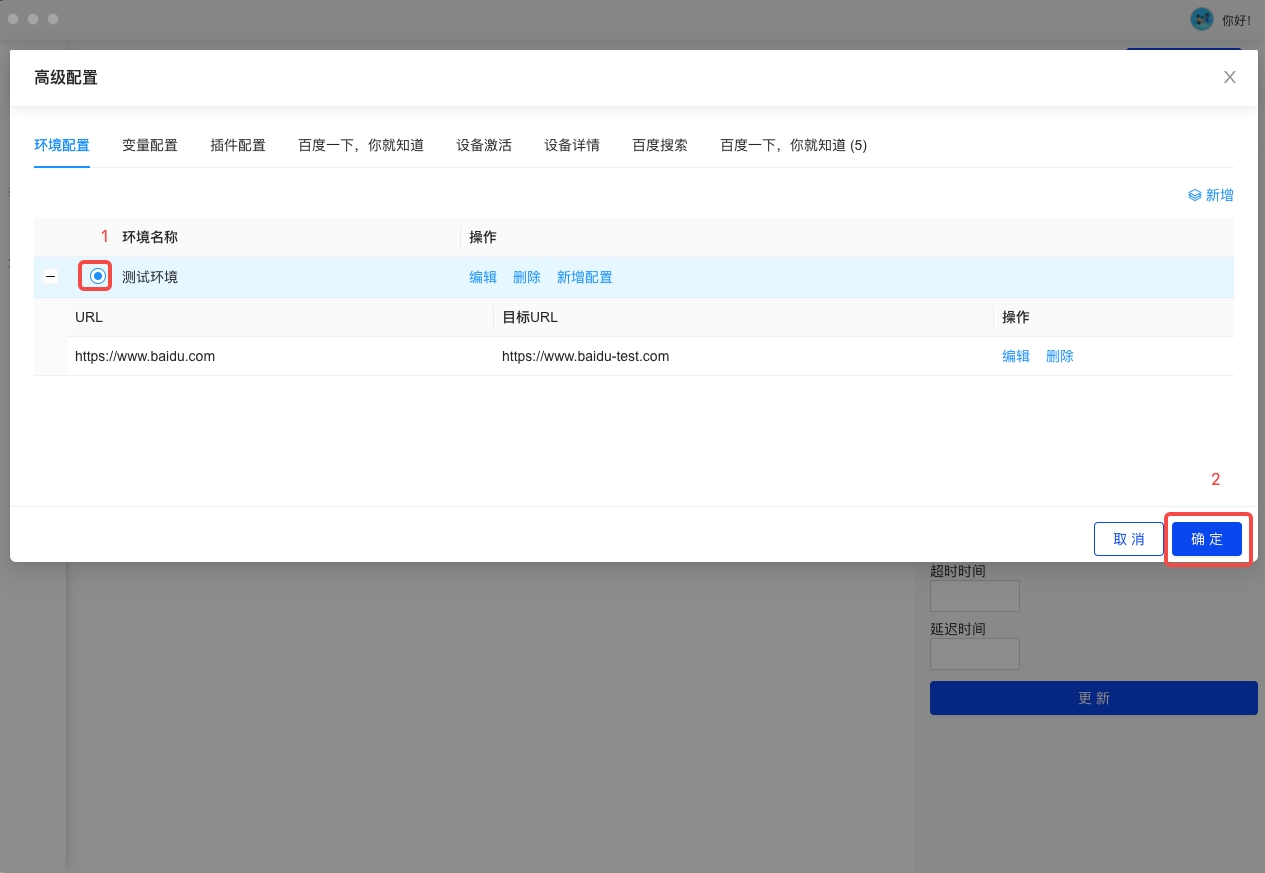 你好!
高级配置
环境配置 变量配置 插件配置 百度一下，你就知道 设备激活 设备详情 百度搜索 百度一下，你就知道 (5)
新增
1 环境名称 操作
测试环境 编辑 删除 新增配置
URL 目标URL 操作
https://www.baidu.com https://www.baidu-test.com 编辑 删除
2
取 消 确 定
超时时间
延迟时间
更 新